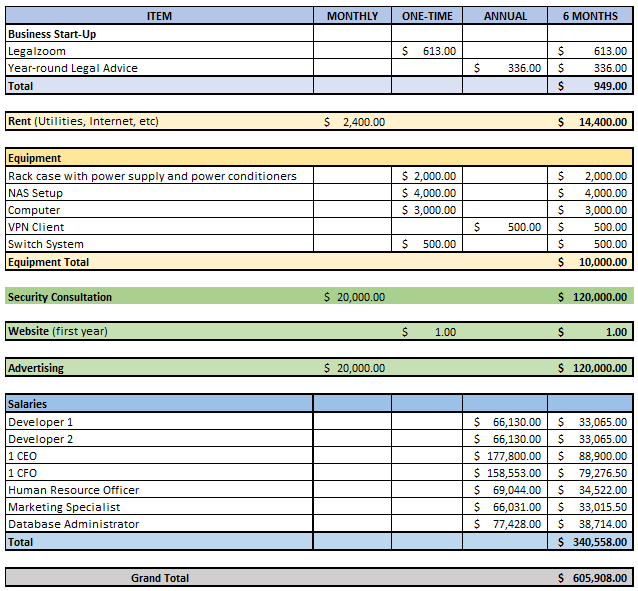 ITEM MONTHLY ONE-TIME ANNUAL 6 MONTHS
Business Start-Up
Legalzoom $ 613.00 $ 613.00
Year-round Legal Advice $ 336.00 $ 336.00
Total $ 949.00
Rent (Utilities, Internet, etc) $ 2,400.00 $ 14,400.00
Equipment
Rack case with power supply and power conditioners $ 2,000.00 $ 2,000.00
NAS Setup $ 4,000.00 $ 4,000.00
Computer $ 3,000.00 $ 3,000.00
VPN Client $ 500.00 $ 500.00
Switch System $ 500.00 $ 500.00
Equipment Total $ 10,000.00
Security Consultation $ 20,000.00 $ 120,000.00
Website (first year) $ 1.00 $ 1.00
Advertising $ 20,000.00 $ 120,000.00
Salaries
Developer 1 $ 66,130.00 $ 33,065.00
Developer 2 $ 66,130.00 $ 33,065.00
1 CEO $ 177,800.00 $ 88,900.00
1 CFO $ 158,553.00 $ 79,276.50
Human Resource Officer $ 69,044.00 $ 34,522.00
Marketing Specialist $ 66,031.00 $ 33,015.50
Database Administrator $ 77,428.00 $ 38,714.00
Total $ 340,558.00
Grand Total $ 605,908.00